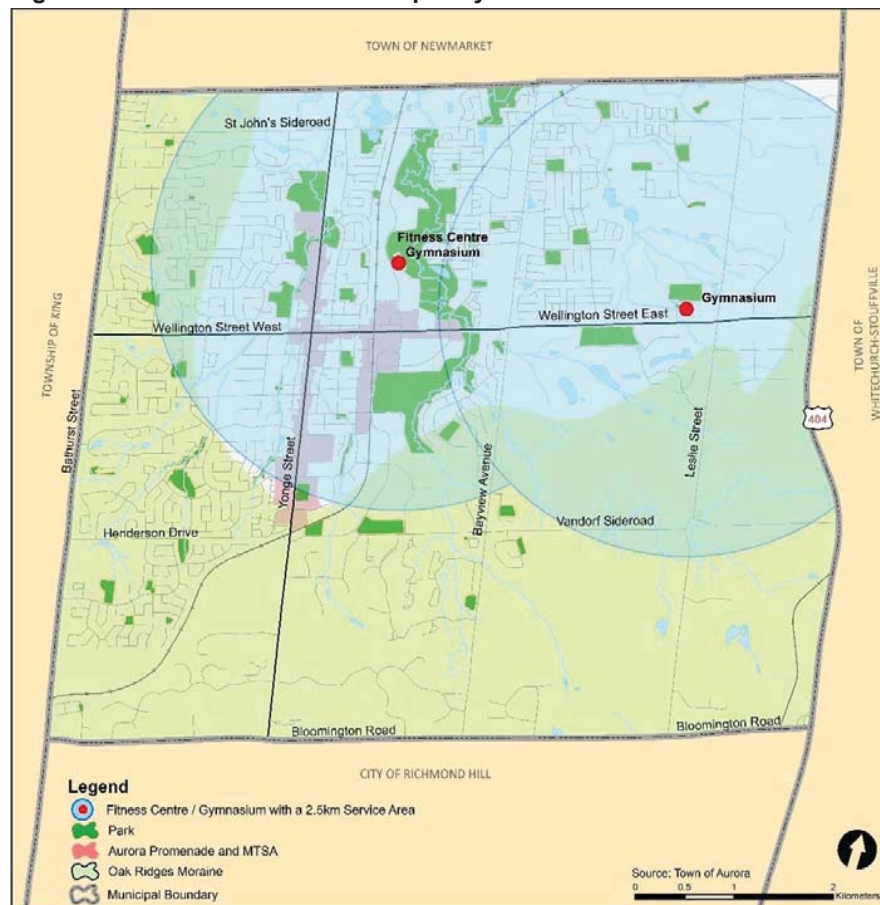 TOWN OF NEWMARKET
St John's Sideroad
Fitness Centre
Gymnasium
Gymnasium
Wellington Street East
Wellington Street West
TOWNSHIP OF KING
TOWN OF
WHITECHURCH-STOUFFVILLE
404
Bathurst Street
Yonge Street
Bayview Avenue
Leslie Street
Henderson Drive
Vandorf Sideroad
Bloomington Road
Bloomington Road
CITY OF RICHMOND HILL
Legend
Fitness Centre / Gymnasium with a 2.5km Service Area
Park
Aurora Promenade and MTSA
Oak Ridges Moraine
Municipal Boundary
Source: Town of Aurora
0 0.5 1 2
Kilometers